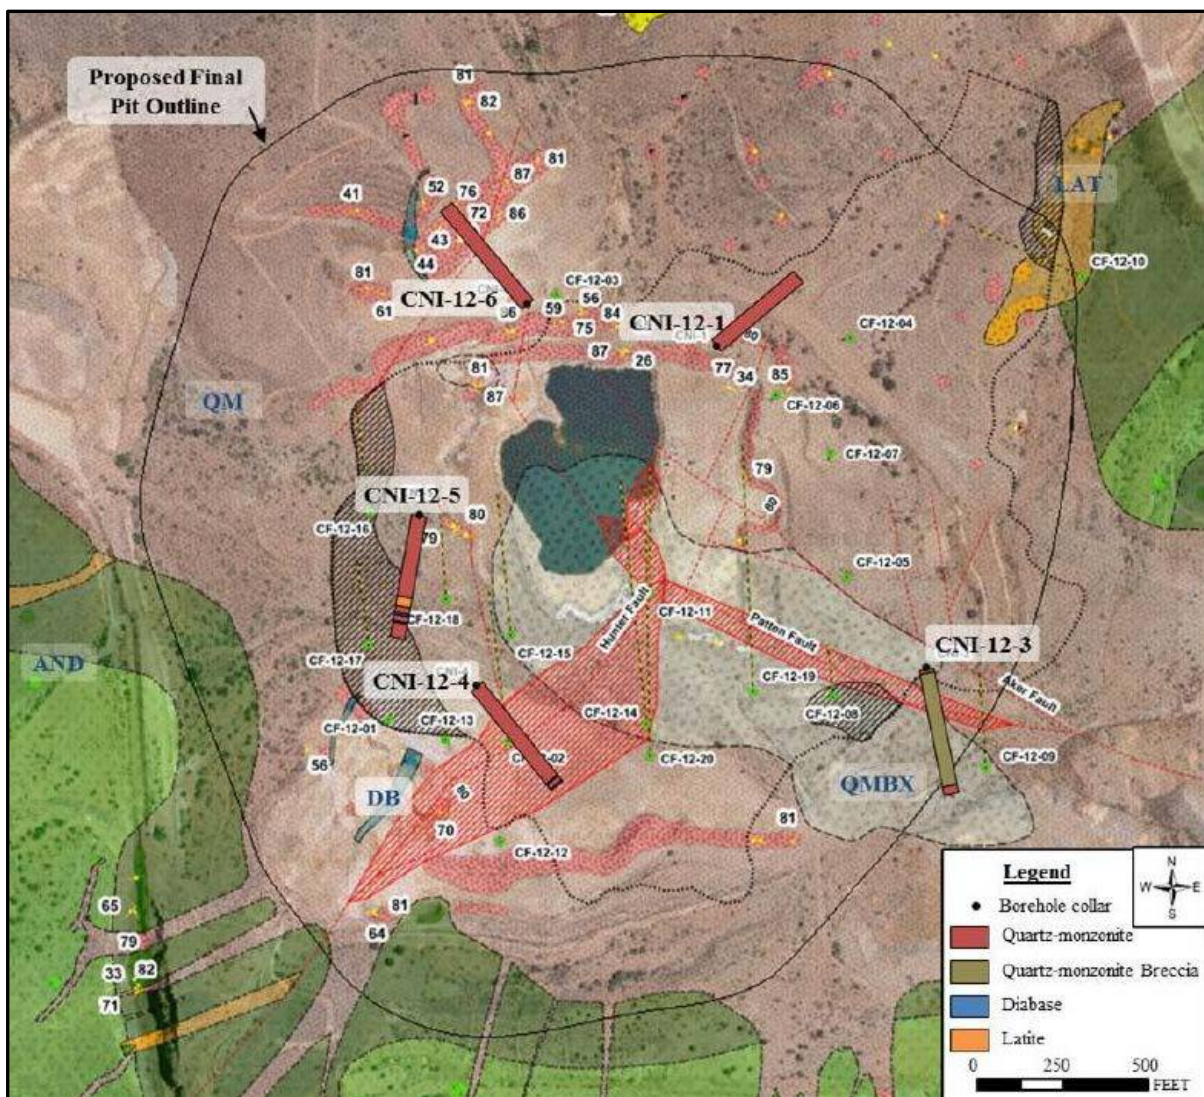 81
Proposed Final
Pit Outline
82
81
87
LAT
41
52
76
72
86
43
44
CF-12-10
81
CF-12-03
CNI-12-6
61
59
56
84
CNI-12-1
80
CF-12-04
75
87
26
77
34
85
81
87
CF-12-06
QM
CF-12-07
79
CNI-12-5
80
80
CF-12-16
79
CF-12-05
CF-12-18
Hunter Fault
CF-12-11
Patten Fault
CF-12-15
CNI-12-3
AND
CF-12-17
CNI-12-4
CF-12-19
Aker Fault
CF-12-14
CF-12-08
CF-12-01
CF-12-13
02
CF-12-20
CF-12-09
56
DB
80
QMBX
70
81
CF-12-12
65
81
64
79
33
82
71
Legend
N
W
E
S
Borehole collar
Quartz-monzonite
Quartz-monzonite Breccia
Diabase
Latite
0 250 500
FEET